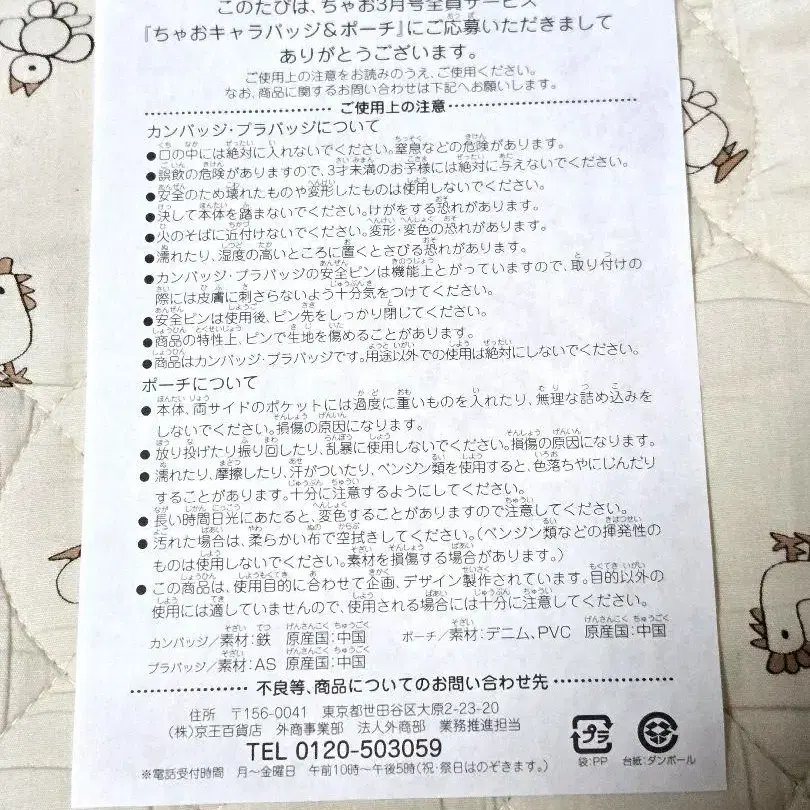 このたびは、ちゃお3月号全員サービス
『ちゃおキャラバッジ&ポーチ』にご応募いただきまして
ありがとうございます。
ご使用上の注意をお読みのうえ、ご使用ください。
なお、商品に関するお問い合わせは下記へお願いします。
ご使用上の注意
カンバッジ・プラバッジについて
●口の中には絶対に入れないでください。窒息などの危険があります。
●誤飲の危険がありますので、3才未満のお子様には絶対に与えないでください。
●安全のため壊れたものや変形したものは使用しないでください。
●決して本体を踏まないでください。けがをする恐れがあります。
●火のそばに近付けないでください。変形・変色の恐れがあります。
●濡れたり、湿度の高いところに置くとさびる恐れがあります。
●カンバッジ・プラバッジの安全ピンは機能上とがっていますので、取り付けの
際には皮膚に刺さらないよう十分気をつけてください。
●安全ピンは使用後、ピン先をしっかり閉じてください。
●商品の特性上、ピンで生地を傷めることがあります。
●商品はカンバッジ・プラバッジです。用途以外での使用は絶対にしないでください。
ポーチについて
●本体、両サイドのポケットには過度に重いものを入れたり、無理な詰め込みを
しないでください。損傷の原因になります。
●放り投げたり振り回したり、乱暴に使用しないでください。損傷の原因になります。
●濡れたり、摩擦したり、汗がついたり、ベンジン類を使用すると、色落ちやにじんだり
することがあります。十分に注意するようにしてください。
●長い時間日光にあたると、変色することがありますので注意してください。
●汚れた場合は、柔らかい布で空拭きしてください。(ベンジン類などの揮発性の
ものは使用しないでください。素材を損傷する場合があります。)
●この商品は、使用目的に合わせて企画、デザイン製作されています。目的以外の
使用には適していませんので、使用される場合には十分に注意してください。
カンバッジ/素材:鉄 原産国:中国 ポーチ/素材:デニム、PVC 原産国:中国
プラバッジ/素材:AS 原産国:中国
不良等、商品についてのお問い合わせ先
住所 〒156-0041 東京都世田谷区大原2-23-20
(株)京王百貨店 外商事業部 法人外商部 業務推進担当
TEL 0120-503059
※電話受付時間 月〜金曜日 午前10時〜午後5時(祝・祭日はのぞきます。)
プラ
袋:PP 台紙:ダンボール